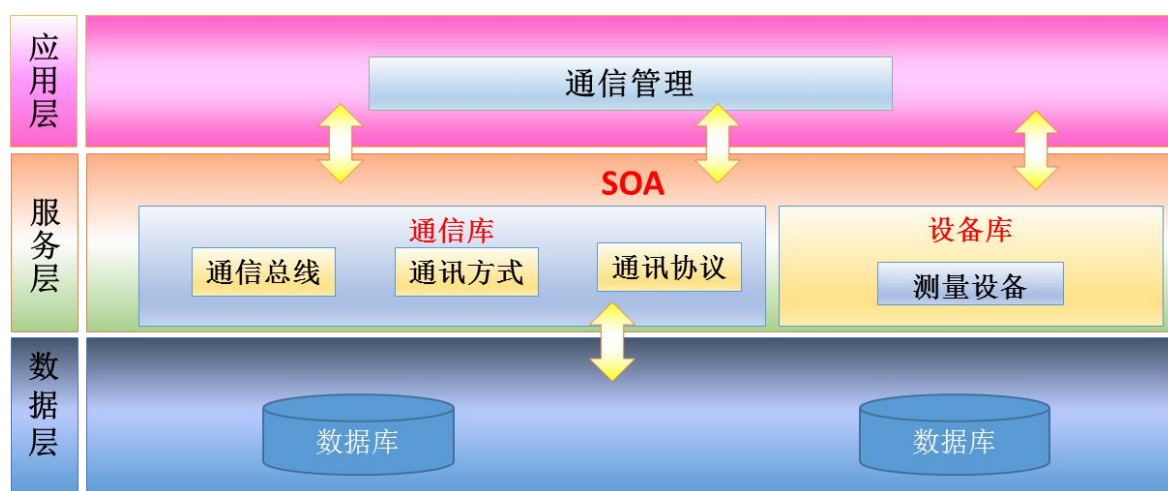 应用层
通信管理
服务层
SOA
通信库
通信总线
通讯方式
通讯协议
设备库
测量设备
数据层
数据库
数据库